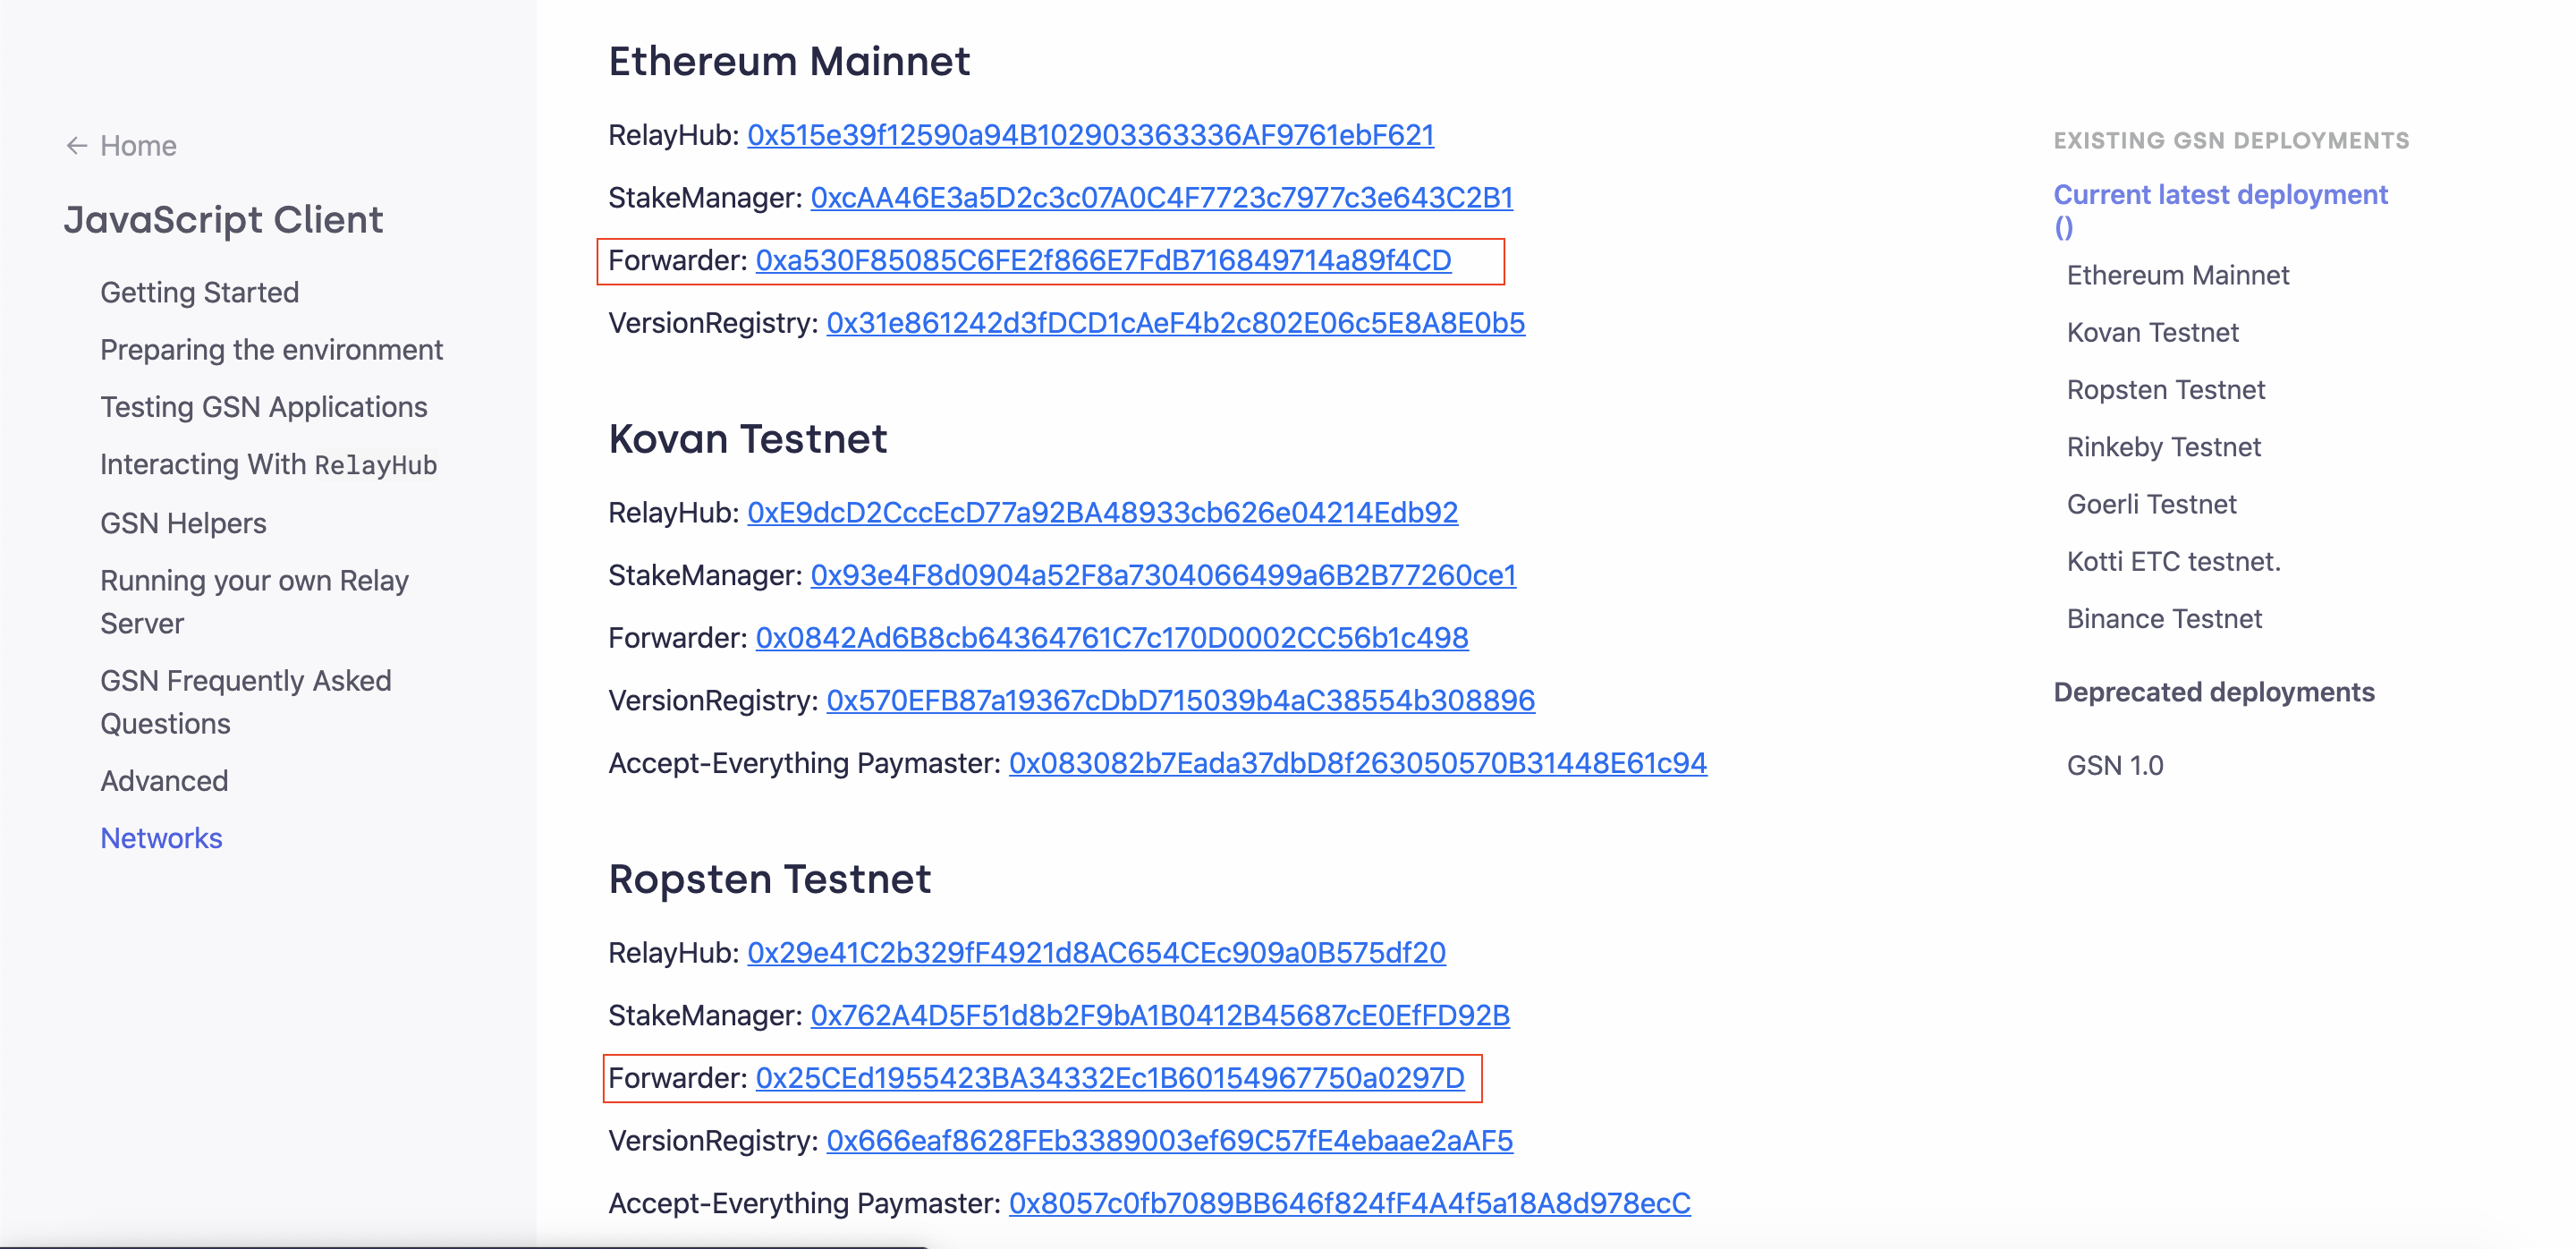 ← Home
JavaScript Client
Getting Started
Preparing the environment
Testing GSN Applications
Interacting With RelayHub
GSN Helpers
Running your own Relay
Server
GSN Frequently Asked
Questions
Advanced
Networks
Ethereum Mainnet
RelayHub: 0x515e39f12590a94B102903363336AF9761ebF621
StakeManager: 0xcAA46E3a5D2c3c07A0C4F7723c7977c3e643C2B1
Forwarder: 0xa530F85085C6FE2f866E7FdB716849714a89f4CD
VersionRegistry: 0x31e861242d3fDCD1cAeF4b2c802E06c5E8A8E0b5
Kovan Testnet
RelayHub: 0xE9dcD2CccEcD77a92BA48933cb626e04214Edb92
StakeManager: 0x93e4F8d0904a52F8a7304066499a6B2B77260ce1
Forwarder: 0x0842Ad6B8cb64364761C7c170D0002CC56b1c498
VersionRegistry: 0x570EFB87a19367cDbD715039b4aC38554b308896
Accept-Everything Paymaster: 0x083082b7Eada37dbD8f263050570B31448E61c94
Ropsten Testnet
RelayHub: 0x29e41C2b329fF4921d8AC654CEc909a0B575df20
StakeManager: 0x762A4D5F51d8b2F9bA1B0412B45687cE0EfFD92B
Forwarder: 0x25CEd1955423BA34332Ec1B60154967750a0297D
VersionRegistry: 0x666eaf8628FEb3389003ef69C57fE4ebaae2aAF5
Accept-Everything Paymaster: 0x8057c0fb7089BB646f824fF4A4f5a18A8d978ecC
EXISTING GSN DEPLOYMENTS
Current latest deployment
()
Ethereum Mainnet
Kovan Testnet
Ropsten Testnet
Rinkeby Testnet
Goerli Testnet
Kotti ETC testnet.
Binance Testnet
Deprecated deployments
GSN 1.0